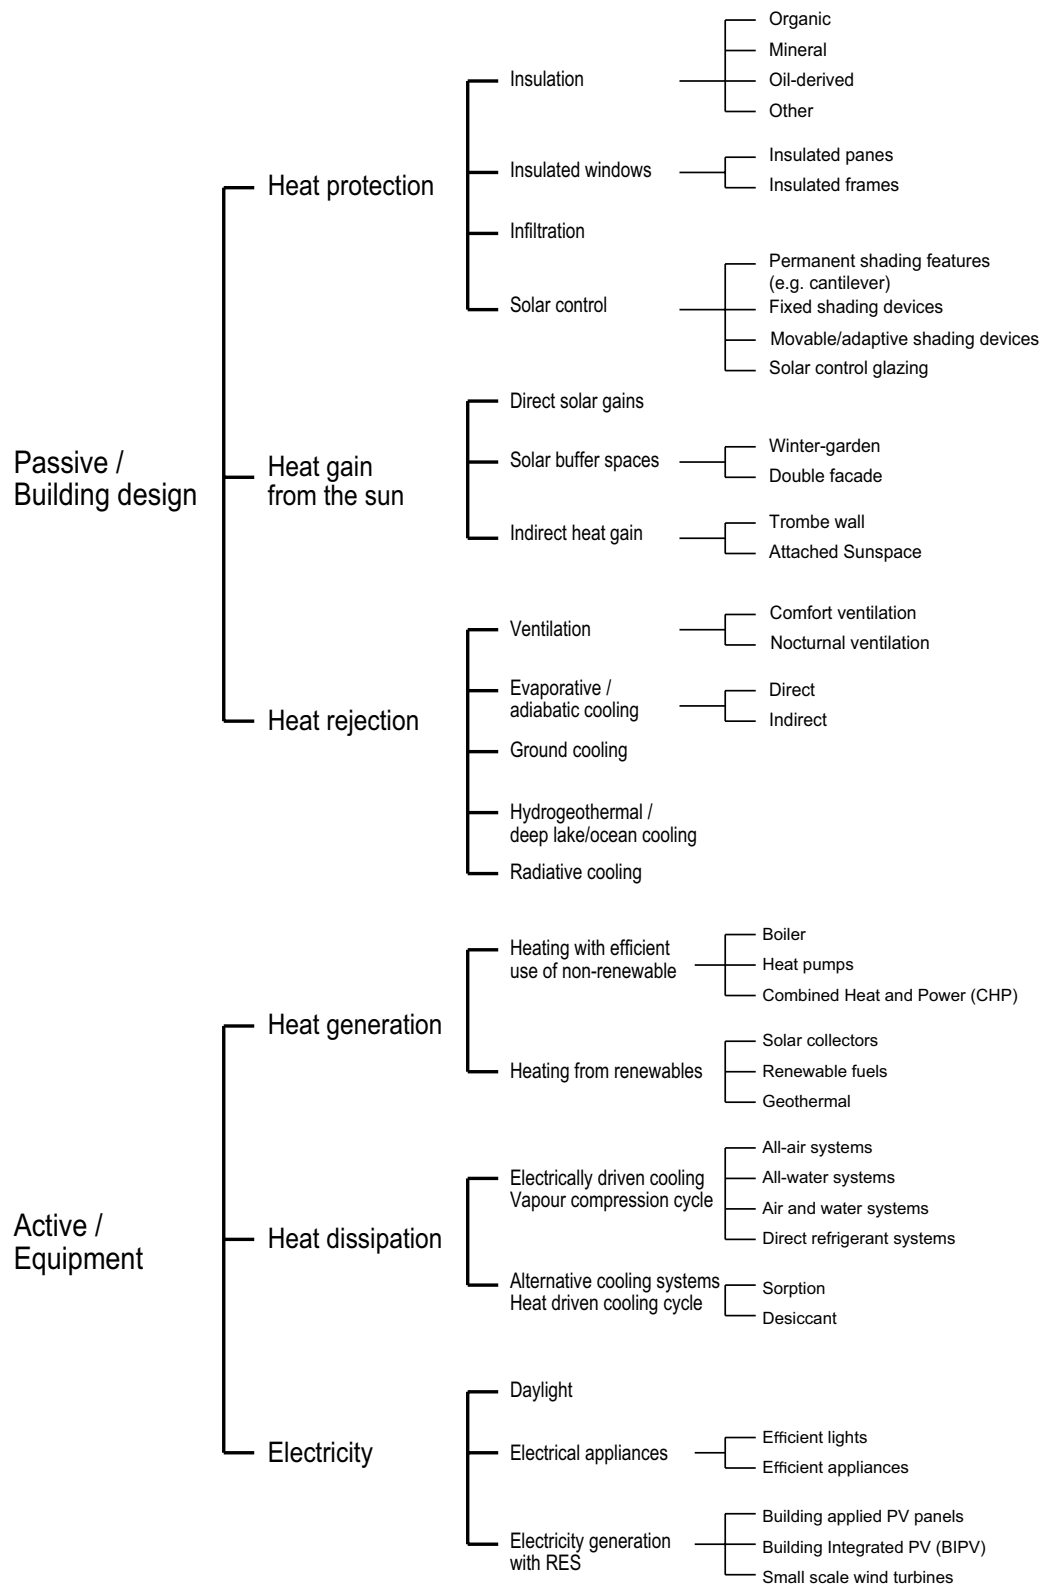 Passive /
Building design
Heat protection
Insulation
Organic
Mineral
Oil-derived
Other
Insulated windows
Insulated panes
Insulated frames
Infiltration
Solar control
Permanent shading features
(e.g. cantilever)
Fixed shading devices
Movable/adaptive shading devices
Solar control glazing
Heat gain
from the sun
Direct solar gains
Solar buffer spaces
Winter-garden
Double facade
Indirect heat gain
Trombe wall
Attached Sunspace
Heat rejection
Ventilation
Comfort ventilation
Nocturnal ventilation
Evaporative /
adiabatic cooling
Direct
Indirect
Ground cooling
Hydrogeothermal /
deep lake/ocean cooling
Radiative cooling
Active /
Equipment
Heat generation
Heating with efficient
use of non-renewable
Boiler
Heat pumps
Combined Heat and Power (CHP)
Heating from renewables
Solar collectors
Renewable fuels
Geothermal
Heat dissipation
Electrically driven cooling
Vapour compression cycle
All-air systems
All-water systems
Air and water systems
Direct refrigerant systems
Alternative cooling systems
Heat driven cooling cycle
Sorption
Desiccant
Electricity
Daylight
Electrical appliances
Efficient lights
Efficient appliances
Electricity generation
with RES
Building applied PV panels
Building Integrated PV (BIPV)
Small scale wind turbines